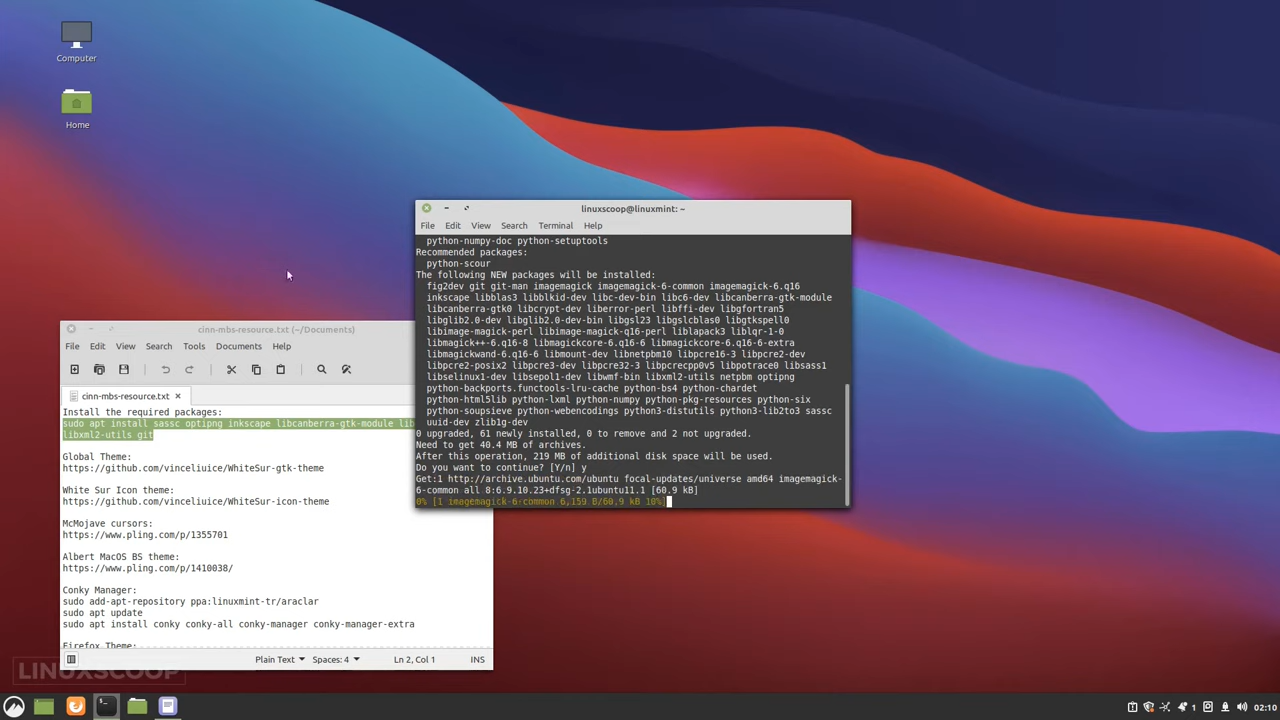 Computer
Home
linuxscoop@linuxmint: ~
File Edit View Search Terminal Help
python-numpy-doc python-setuptools
Recommended packages:
python-scour
The following NEW packages will be installed:
fig2dev git git-man imagemagick imagemagick-6-common imagemagick-6.q16
inkscape libblas3 libblkid-dev libc-dev-bin libc6-dev libcanberra-gtk-module
libcanberra-gtk0 libcrypt-dev liberror-perl libffi-dev libgfortran5
libglib2.0-dev libglib2.0-dev-bin libgsl23 libgslcblas0 libgtkspell0
libimage-magick-perl libimage-magick-q16-perl liblapack3 liblqr-1-0
libmagick++-6.q16-8 libmagickcore-6.q16-6 libmagickcore-6.q16-6-extra
libmagickwand-6.q16-6 libmount-dev libnetpbm10 libpcre16-3 libpcre2-dev
libpcre2-posix2 libpcre3-dev libpcre32-3 libpcrecpp0v5 libpotrace0 libsass1
libselinux1-dev libsepol1-dev libwmf-bin libxml2-utils netpbm optipng
python-backports.functools-lru-cache python-bs4 python-chardet
python-html5lib python-lxml python-numpy python-pkg-resources python-six
python-soupsieve python-webencodings python3-distutils python3-lib2to3 sassc
uuid-dev zlib1g-dev
0 upgraded, 61 newly installed, 0 to remove and 2 not upgraded.
Need to get 40.4 MB of archives.
After this operation, 219 MB of additional disk space will be used.
Do you want to continue? [Y/n] y
Get:1 http://archive.ubuntu.com/ubuntu focal-updates/universe amd64 imagemagick-
6-common all 8:6.9.10.23+dfsg-2.1ubuntu11.1 [60.9 kB]
0% [1 imagemagick-6-common 6,159 B/60.9 kB 10%]
cinn-mbs-resource.txt (~/Documents)
File Edit View Search Tools Documents Help
cinn-mbs-resource.txt
Install the required packages:
sudo apt install sassc optipng inkscape libcanberra-gtk-module lib
libxml2-utils git
Global Theme:
https://github.com/vinceliuice/WhiteSur-gtk-theme
White Sur Icon theme:
https://github.com/vinceliuice/WhiteSur-icon-theme
McMojave cursors:
https://www.pling.com/p/1355701
Albert MacOS BS theme:
https://www.pling.com/p/1410038/
Conky Manager:
sudo add-apt-repository ppa:linuxmint-tr/araclar
sudo apt update
sudo apt install conky conky-all conky-manager conky-manager-extra
Firefox Theme:
Plain Text Spaces: 4 Ln 2, Col 1 INS
LINUXSCOOP
1 02:10